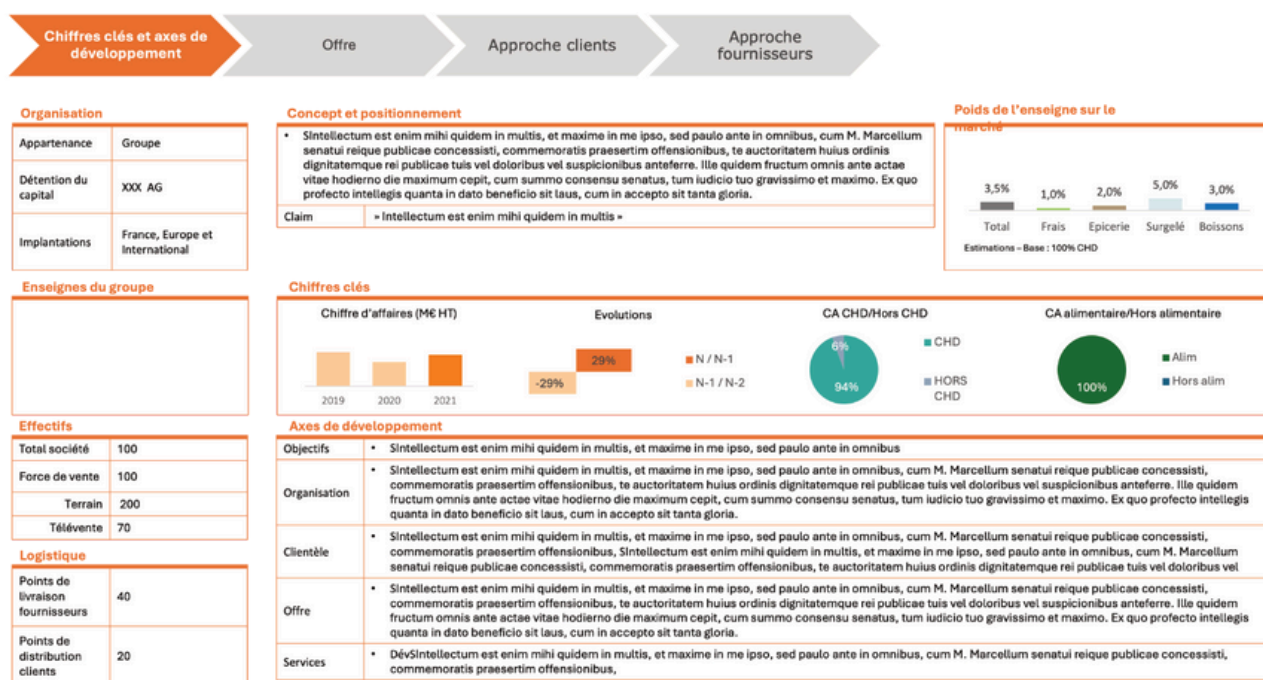 Chiffres clés et axes de
développement
Offre
Approche clients
Approche
fournisseurs
Organisation
Appartenance Groupe
Détention du
capital
XXX AG
Implantations
France, Europe et
International
Concept et positionnement
• SIntellectum est enim mihi quidem in multis, et maxime in me ipso, sed paulo ante in omnibus, cum M. Marcellum
senatui reique publicae concessisti, commemoratis praesertim offensionibus, te auctoritatem huius ordinis
dignitatemque rei publicae tuis vel doloribus vel suspicionibus anteferre. Ille quidem fructum omnis ante actae
vitae hodierno die maximum cepit, cum summo consensu senatus, tum iudicio tuo gravissimo et maximo. Ex quo
profecto intellegis quanta in dato beneficio sit laus, cum in accepto sit tanta gloria.
Claim » Intellectum est enim mihi quidem in multis »
Poids de l'enseigne sur le
marché
3,5% 1,0% 2,0% 5,0% 3,0%
Total Frais Epicerie Surgelé Boissons
Estimations – Base : 100% CHD
Enseignes du groupe
Chiffres clés
Chiffre d'affaires (M€ HT)
2019 2020 2021
Evolutions
29%
-29%
N / N-1
N-1 / N-2
CA CHD/Hors CHD
6%
94%
CHD
HORS
CHD
CA alimentaire/Hors alimentaire
100%
Alim
Hors alim
Effectifs
Total société 100
Force de vente 100
Terrain 200
Télévente 70
Logistique
Points de
livraison
fournisseurs
40
Points de
distribution
clients
20
Axes de développement
Objectifs • SIntellectum est enim mihi quidem in multis, et maxime in me ipso, sed paulo ante in omnibus
Organisation
• SIntellectum est enim mihi quidem in multis, et maxime in me ipso, sed paulo ante in omnibus, cum M. Marcellum senatui reique publicae concessisti,
commemoratis praesertim offensionibus, te auctoritatem huius ordinis dignitatemque rei publicae tuis vel doloribus vel suspicionibus anteferre. Ille quidem
fructum omnis ante actae vitae hodierno die maximum cepit, cum summo consensu senatus, tum iudicio tuo gravissimo et maximo. Ex quo profecto intellegis
quanta in dato beneficio sit laus, cum in accepto sit tanta gloria.
Clientèle
• SIntellectum est enim mihi quidem in multis, et maxime in me ipso, sed paulo ante in omnibus, cum M. Marcellum senatui reique publicae concessisti,
commemoratis praesertim offensionibus, SIntellectum est enim mihi quidem in multis, et maxime in me ipso, sed paulo ante in omnibus, cum M. Marcellum
senatui reique publicae concessisti, commemoratis praesertim offensionibus, te auctoritatem huius ordinis dignitatemque rei publicae tuis vel doloribus vel
Offre
• SIntellectum est enim mihi quidem in multis, et maxime in me ipso, sed paulo ante in omnibus, cum M. Marcellum senatui reique publicae concessisti,
commemoratis praesertim offensionibus, te auctoritatem huius ordinis dignitatemque rei publicae tuis vel doloribus vel suspicionibus anteferre. Ille quidem
fructum omnis ante actae vitae hodierno die maximum cepit, cum summo consensu senatus, tum iudicio tuo gravissimo et maximo. Ex quo profecto intellegis
quanta in dato beneficio sit laus, cum in accepto sit tanta gloria.
Services
• DévSIntellectum est enim mihi quidem in multis, et maxime in me ipso, sed paulo ante in omnibus, cum M. Marcellum senatui reique publicae concessisti,
commemoratis praesertim offensionibus,